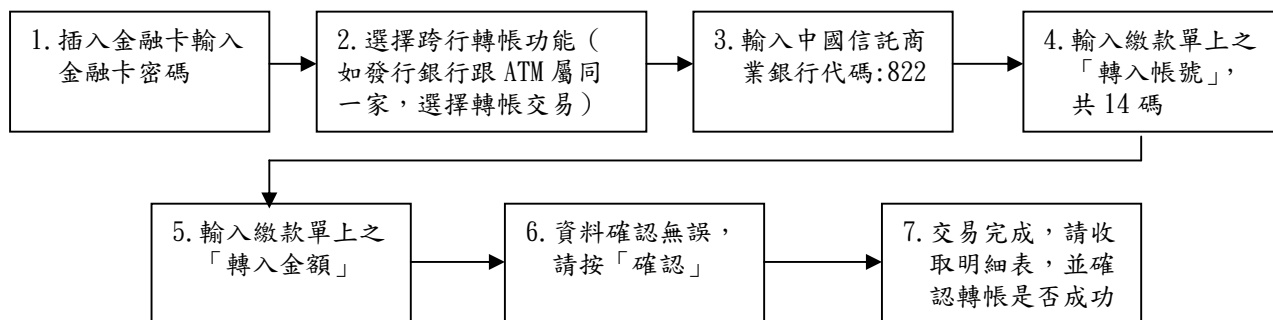 1.插入金融卡輸入
金融卡密碼
2.選擇跨行轉帳功能（
如發行銀行跟 ATM 屬同
一家，選擇轉帳交易）
3.輸入中國信託商
業銀行代碼:822
4.輸入繳款單上之
「轉入帳號」，
共 14 碼
5.輸入繳款單上之
「轉入金額」
6.資料確認無誤，
請按「確認」
7.交易完成，請收
取明細表，並確
認轉帳是否成功